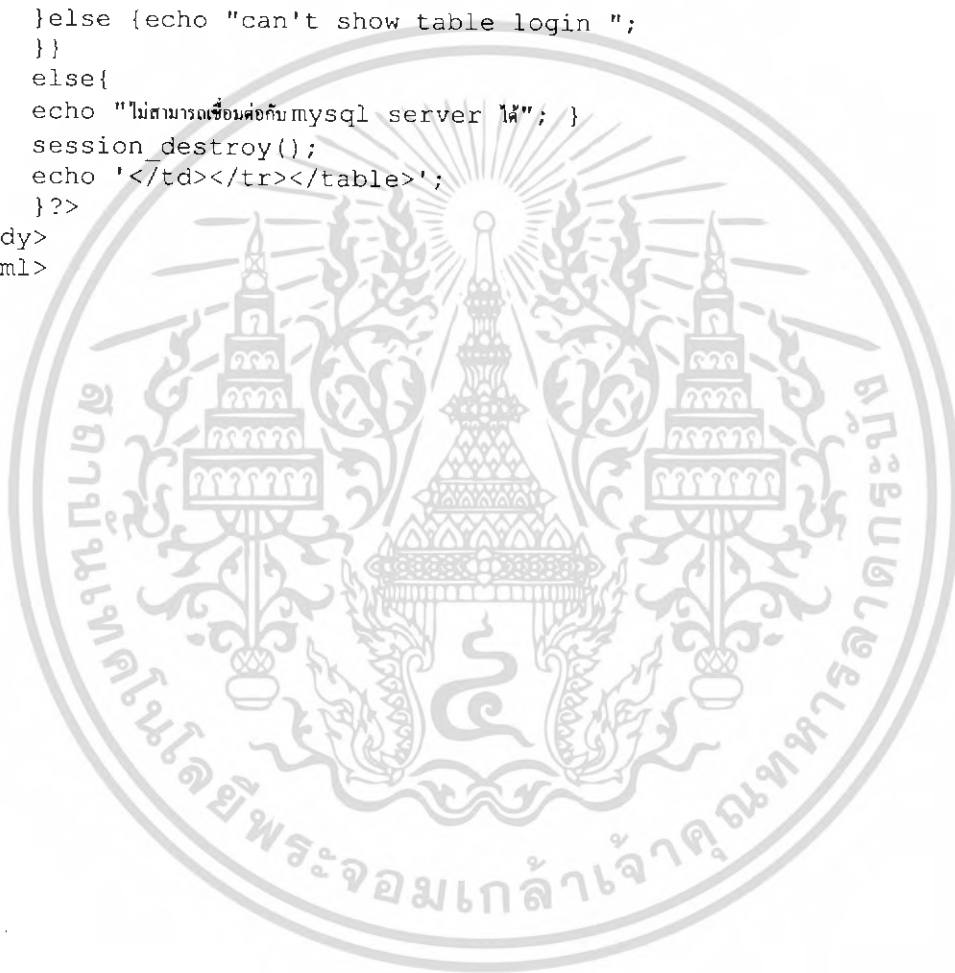 }else {echo "can't show table login ";
}}
else{
echo "ไม่สามารถเชื่อมต่อกับmysql server ได้"; }
session_destroy();
echo '</td></tr></table>';
}?>
dy>
ml>
๔
สถาบันเทคโนโลยีพระจอมเกล้าเจ้าคุณทหารลาดกระบัง